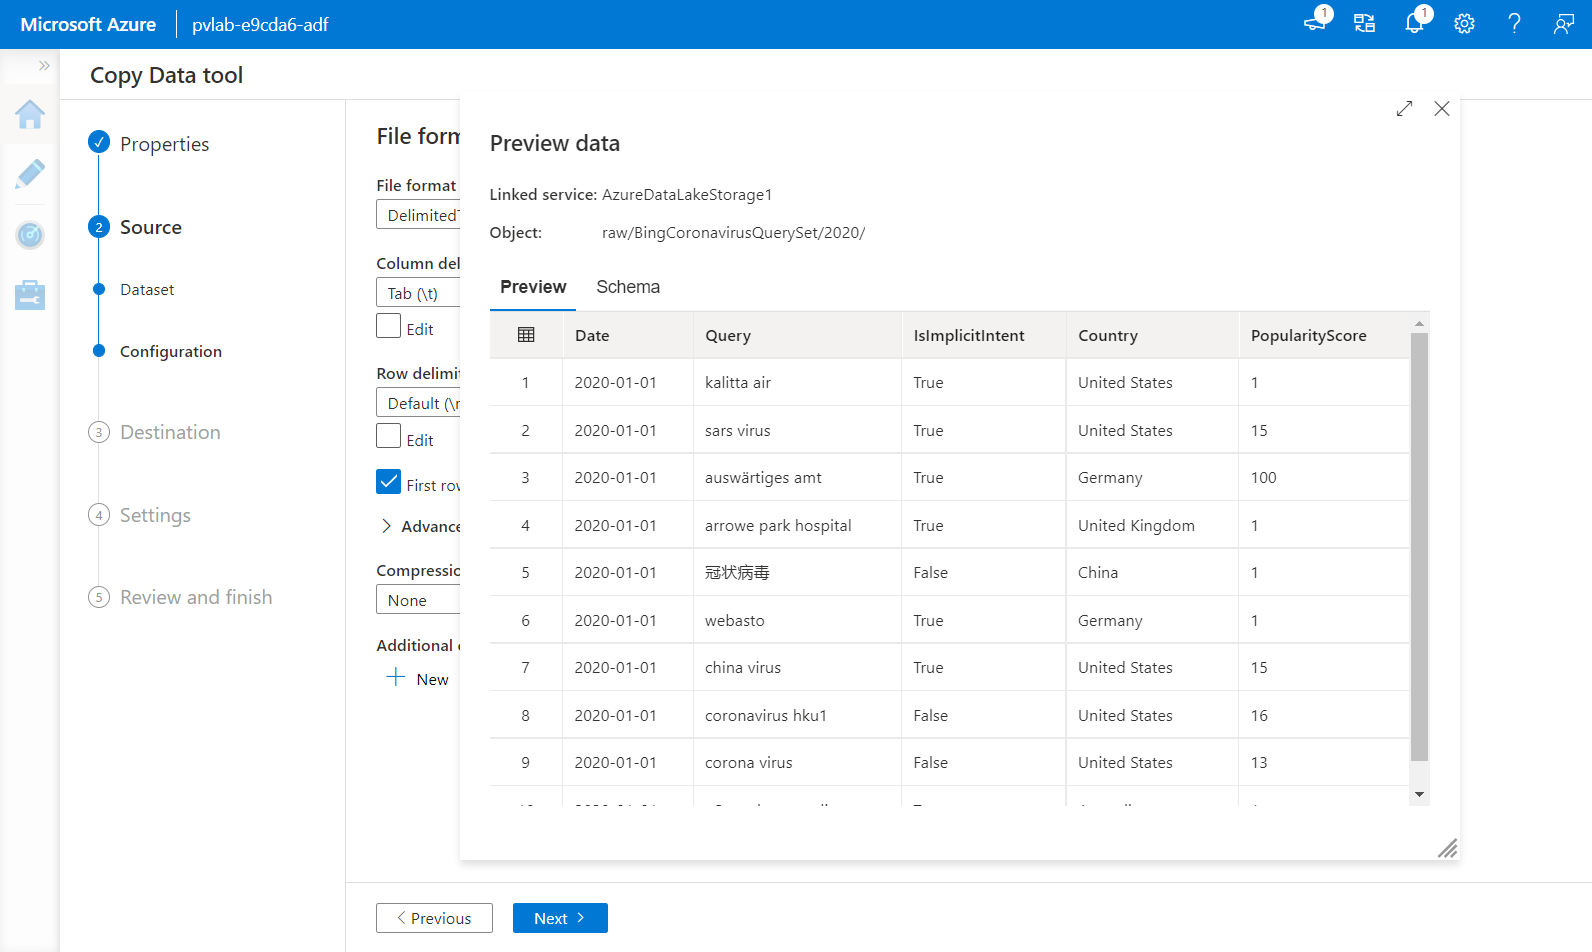 Microsoft Azure
pvlab-e9cda6-adf
1
1
Copy Data tool
Properties
2
Source
Dataset
Configuration
3
Destination
4
Settings
5
Review and finish
File form
File format
Delimited
Column del
Tab (\t)
Edit
Row delimi
Default (\
Edit
First row
Advance
Compressio
None
Additional
New
Preview data
Linked service: AzureDataLakeStorage1
Object: raw/BingCoronavirusQuerySet/2020/
Preview Schema
Date Query IsImplicitIntent Country PopularityScore
1 2020-01-01 kalitta air True United States 1
2 2020-01-01 sars virus True United States 15
3 2020-01-01 auswärtiges amt True Germany 100
4 2020-01-01 arrowe park hospital True United Kingdom 1
5 2020-01-01 冠状病毒 False China 1
6 2020-01-01 webasto True Germany 1
7 2020-01-01 china virus True United States 15
8 2020-01-01 coronavirus hku1 False United States 16
9 2020-01-01 corona virus False United States 13
Previous
Next